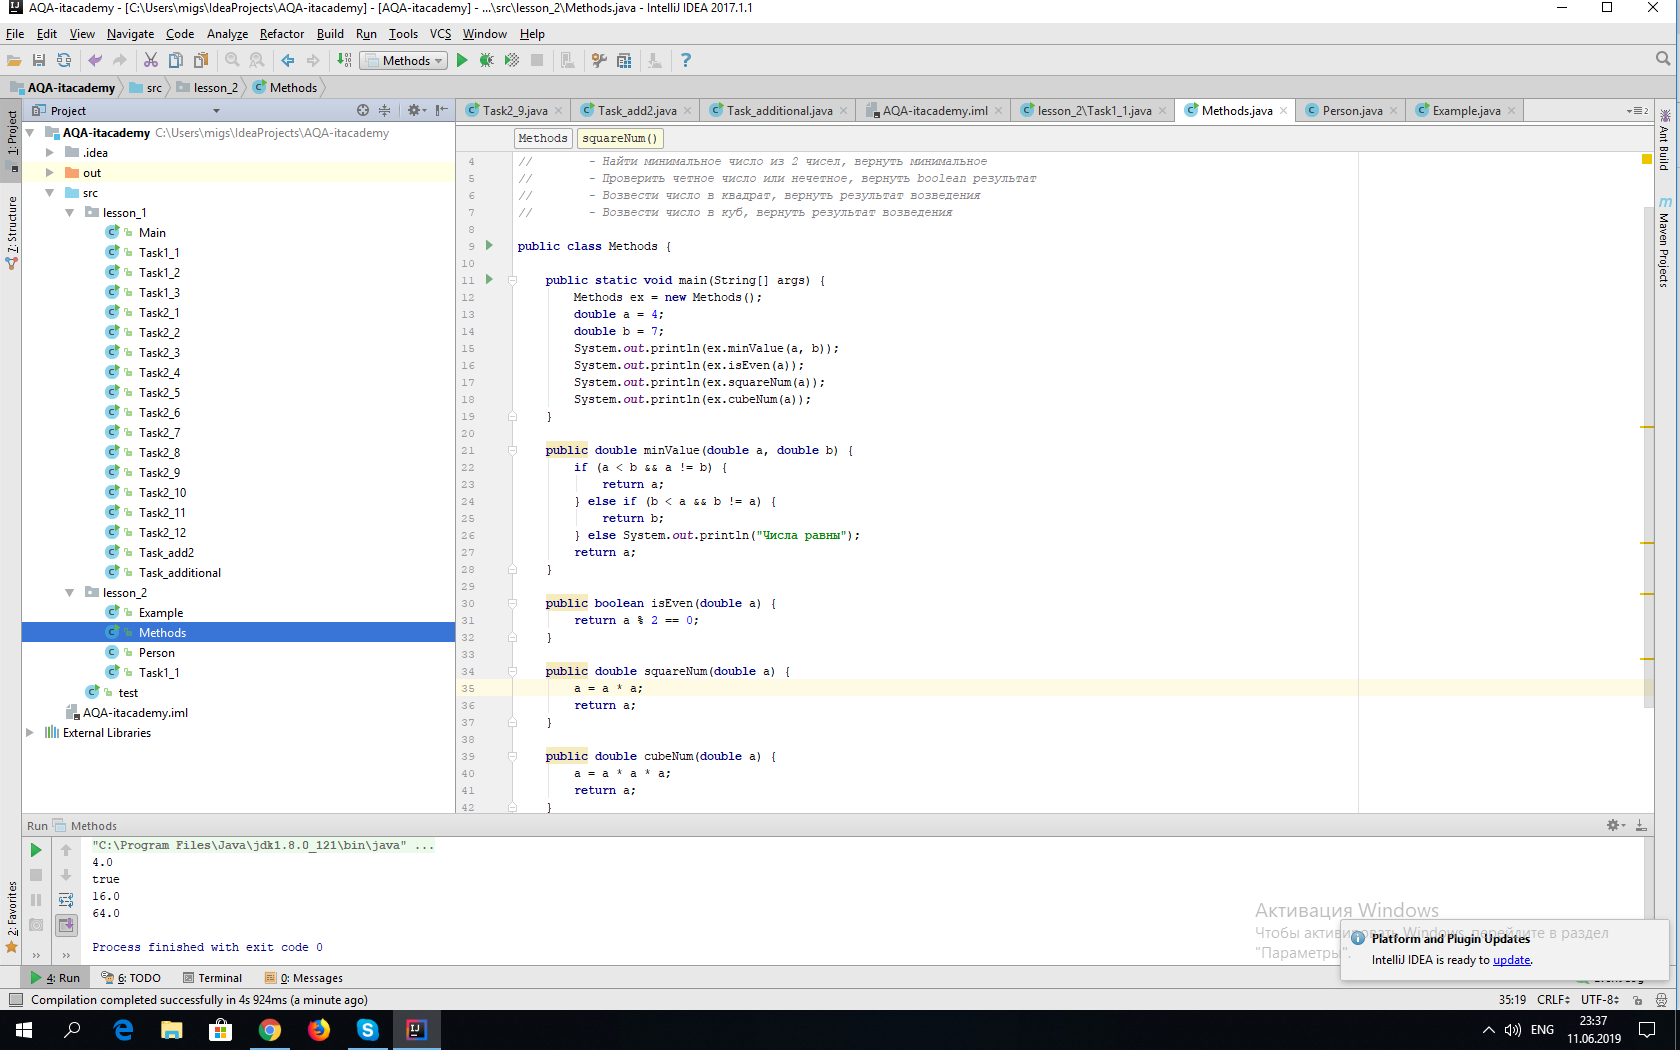 AQA-itacademy - [C:\Users\migs\IdeaProjects\AQA-itacademy] - [AQA-itacademy] - ...\src\lesson_2\Methods.java - IntelliJ IDEA 2017.1.1
File Edit View Navigate Code Analyze Refactor Build Run Tools VCS Window Help
Methods
AQA-itacademy src lesson_2 Methods
Project
Task2_9.java Task_add2.java Task_additional.java AQA-itacademy.iml lesson_2\Task1_1.java Methods.java Person.java Example.java
1: Project
7: Structure
2: Favorites
Ant Build
Maven Projects
AQA-itacademy C:\Users\migs\IdeaProjects\AQA-itacademy
.idea
out
src
lesson_1
Main
Task1_1
Task1_2
Task1_3
Task2_1
Task2_2
Task2_3
Task2_4
Task2_5
Task2_6
Task2_7
Task2_8
Task2_9
Task2_10
Task2_11
Task2_12
Task_add2
Task_additional
lesson_2
Example
Methods
Person
Task1_1
test
AQA-itacademy.iml
External Libraries
Methods squareNum()
4 // - Найти минимальное число из 2 чисел, вернуть минимальное
5 // - Проверить четное число или нечетное, вернуть boolean результат
6 // - Возвести число в квадрат, вернуть результат возведения
7 // - Возвести число в куб, вернуть результат возведения
8
9 public class Methods {
10
11 public static void main(String[] args) {
12 Methods ex = new Methods();
13 double a = 4;
14 double b = 7;
15 System.out.println(ex.minValue(a, b));
16 System.out.println(ex.isEven(a));
17 System.out.println(ex.squareNum(a));
18 System.out.println(ex.cubeNum(a));
19 }
20
21 public double minValue(double a, double b) {
22 if (a < b && a != b) {
23 return a;
24 } else if (b < a && b != a) {
25 return b;
26 } else System.out.println("Числа равны");
27 return a;
28 }
29
30 public boolean isEven(double a) {
31 return a % 2 == 0;
32 }
33
34 public double squareNum(double a) {
35 a = a * a;
36 return a;
37 }
38
39 public double cubeNum(double a) {
40 a = a * a * a;
41 return a;
42 }
Run Methods
"C:\Program Files\Java\jdk1.8.0_121\bin\java" ...
4.0
true
16.0
64.0
Process finished with exit code 0
Активация Windows
Чтобы активировать Windows, перейдите в раздел
"Параметры".
Platform and Plugin Updates
IntelliJ IDEA is ready to update.
4: Run 6: TODO Terminal 0: Messages
Compilation completed successfully in 4s 924ms (a minute ago) 35:19 CRLF UTF-8
ENG
23:37
11.06.2019